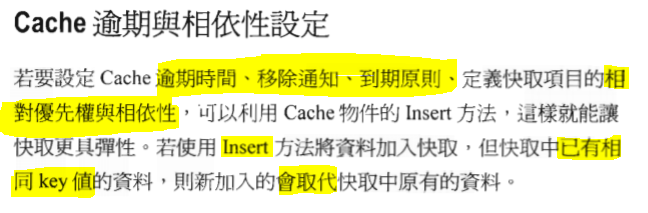 Cache 逾期與相依性設定
若要設定 Cache 逾期時間、移除通知、到期原則、定義快取項目的相
對優先權與相依性,可以利用 Cache 物件的 Insert 方法,這樣就能讓
快取更具彈性。若使用 Insert 方法將資料加入快取,但快取中已有相
同 key 值的資料,則新加入的會取代快取中原有的資料。